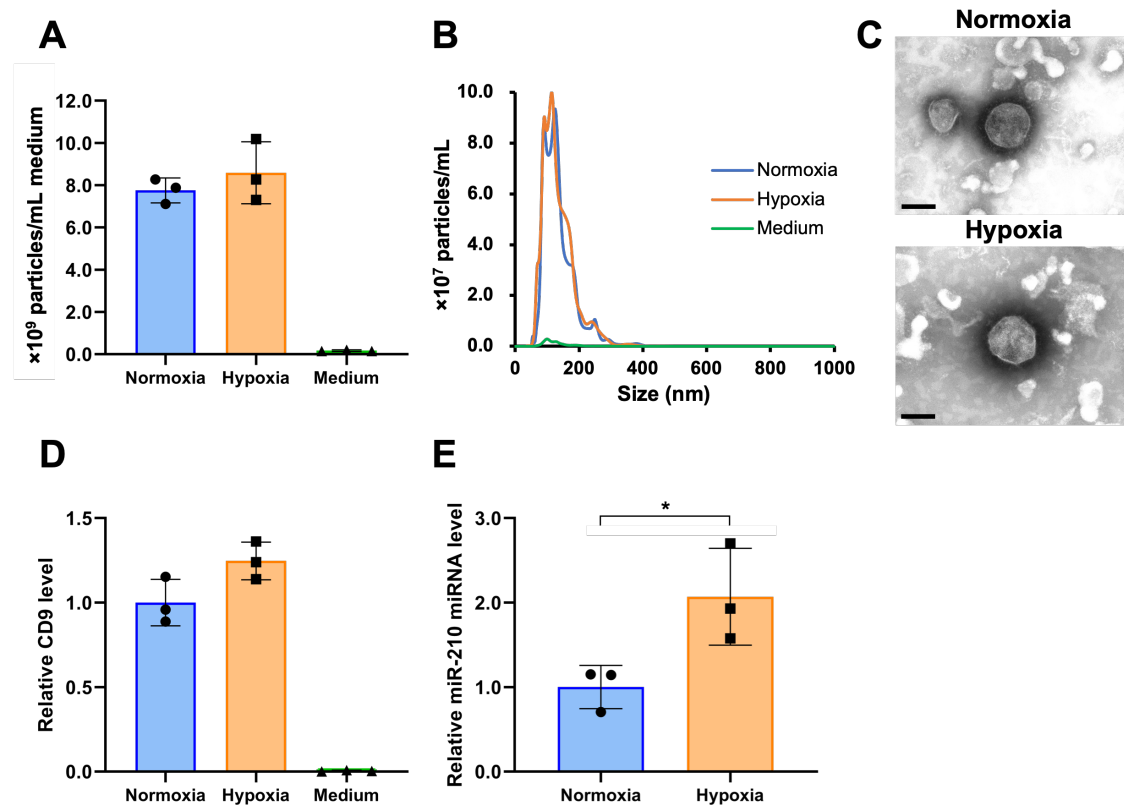 A
×10⁹ particles/mL medium
12.0
10.0
8.0
6.0
4.0
2.0
0.0
Normoxia Hypoxia Medium
B
×10⁷ particles/mL
10.0
8.0
6.0
4.0
2.0
0.0
Normoxia
Hypoxia
Medium
0 200 400 600 800 1000
Size (nm)
C
Normoxia
Hypoxia
D
Relative CD9 level
1.5
1.0
0.5
0.0
Normoxia Hypoxia Medium
E
Relative miR-210 miRNA level
3.0
2.0
1.0
0.0
*
Normoxia Hypoxia